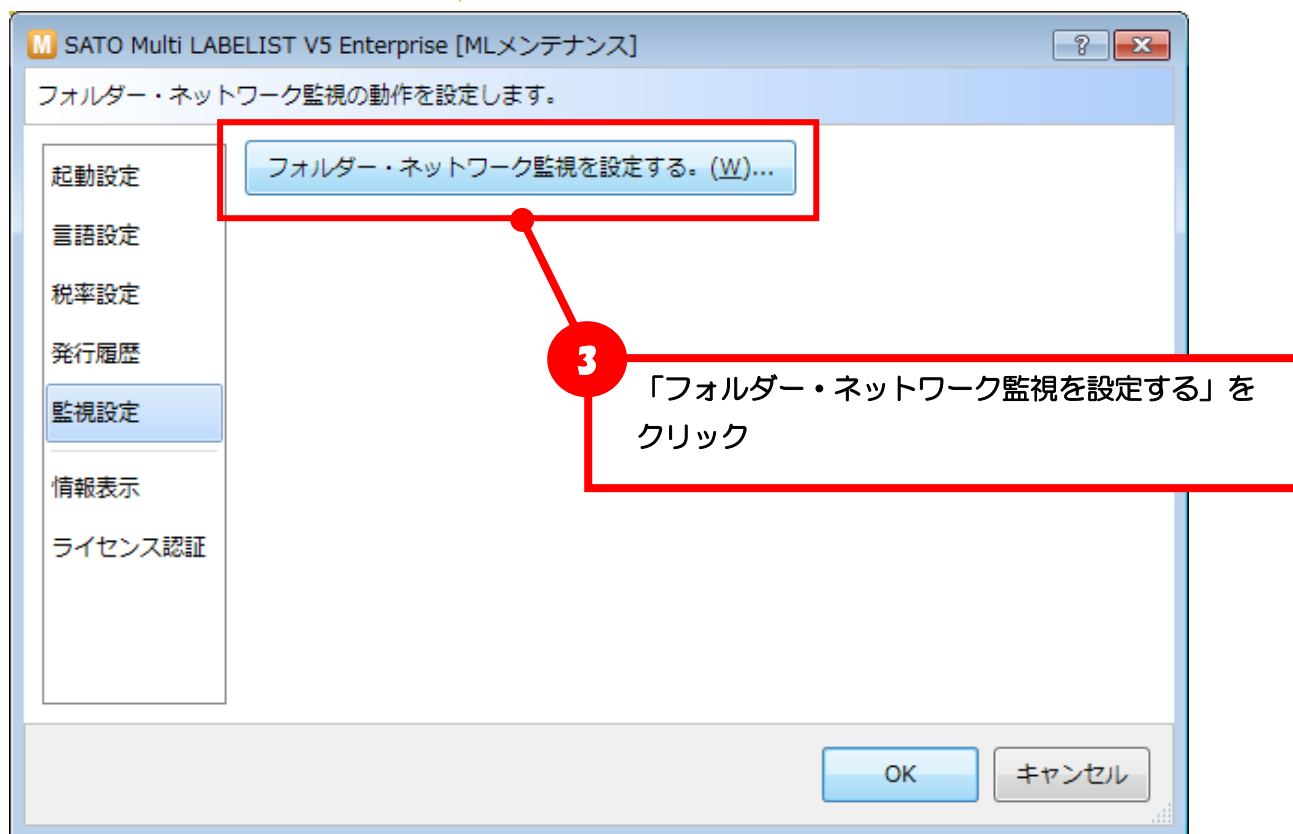 SATO Multi LABELIST V5 Enterprise [MLメンテナンス]
フォルダー・ネットワーク監視の動作を設定します。
起動設定
言語設定
税率設定
発行履歴
監視設定
情報表示
ライセンス認証
フォルダー・ネットワーク監視を設定する。(W)...
3
「フォルダー・ネットワーク監視を設定する」を
クリック
OK
キャンセル